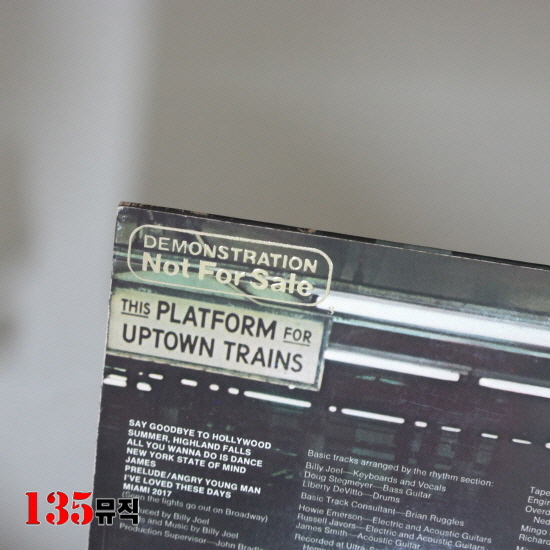 DEMONSTRATION
Not For Sale
THIS PLATFORM FOR
UPTOWN TRAINS
SAY GOODBYE TO HOLLYWOOD
SUMMER, HIGHLAND FALLS
ALL YOU WANNA DO IS DANCE
NEW YORK STATE OF MIND
JAMES
PRELUDE/ANGRY YOUNG MAN
I'VE LOVED THESE DAYS
MIAMI 2017
the lights go out on Broadway)
by Billy Joel
and Music by Billy Joel
Production Supervisor—John
Basic tracks arranged by the rhythm section:
Billy Joel—Keyboards and Vocals
Doug Stegmeyer—Bass Guitar
Liberty DeVitto—Drums
Basic Track Consultant—Brian Ruggles
Howie Emerson—Electric and Acoustic Guitars
Russell Javors—Electric and Acoustic Guitars
James Smith—Acoustic Guitar
Recorded at
135뮤직